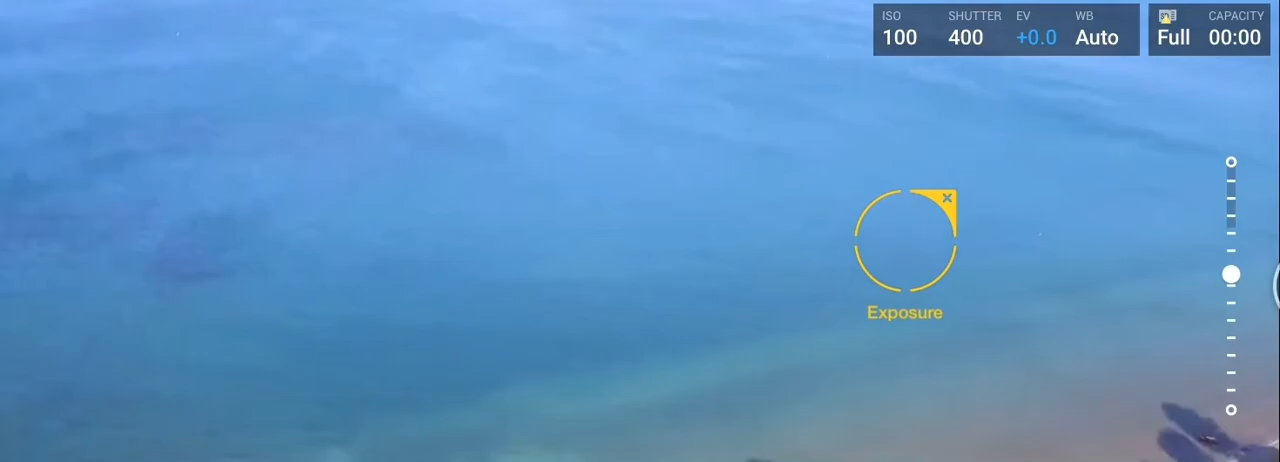 ISO SHUTTER EV WB CAPACITY
100 400 +0.0 Auto Full 00:00
Exposure